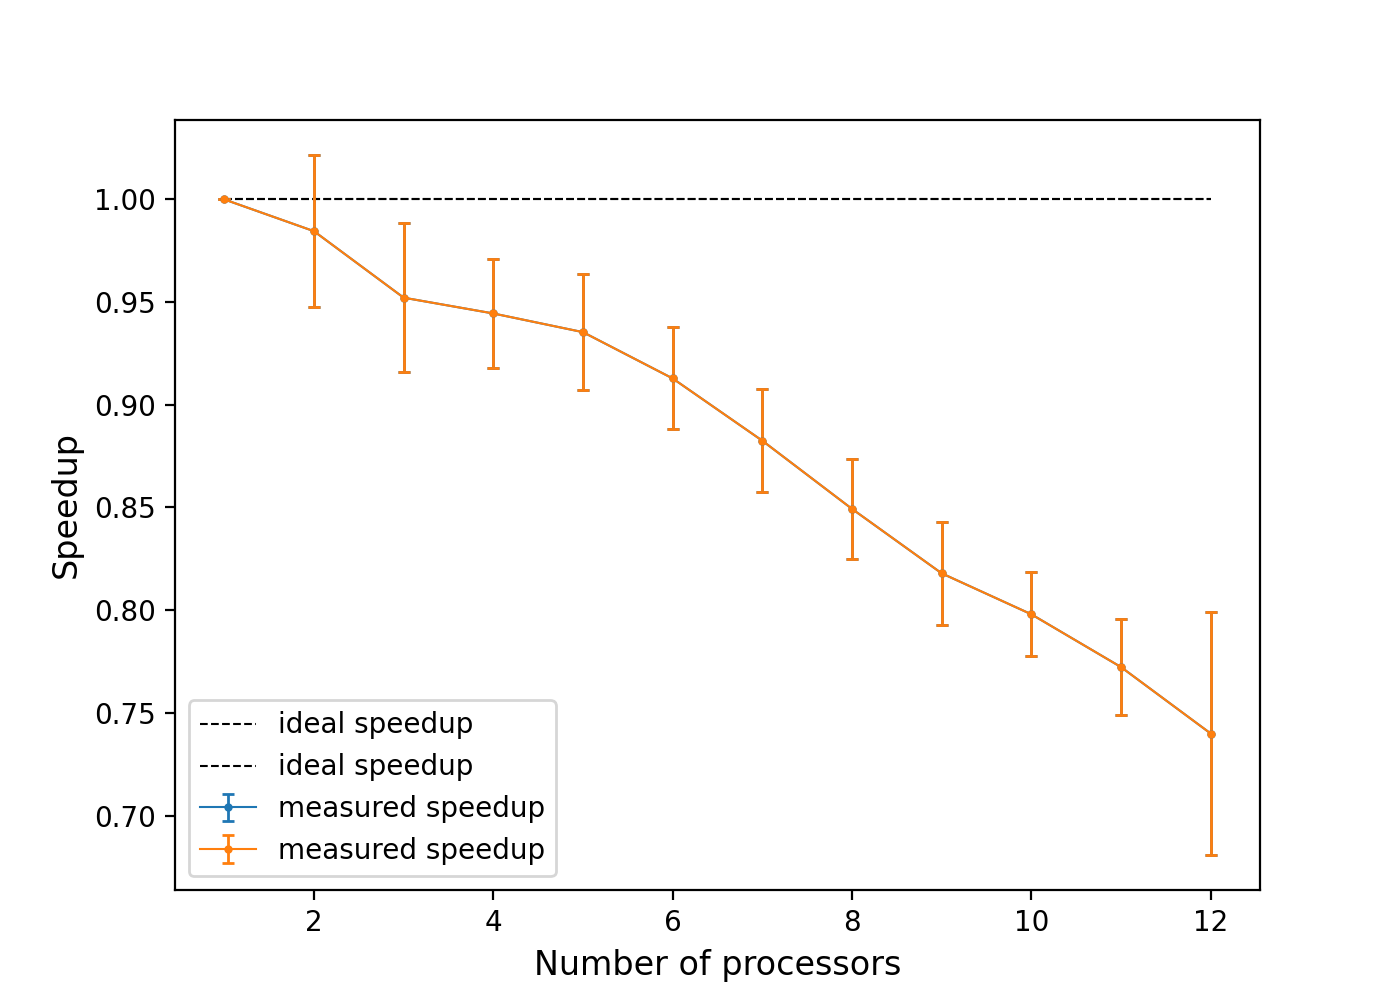 1.00
0.95
0.90
0.85
0.80
0.75
0.70
Speedup
ideal speedup
ideal speedup
measured speedup
measured speedup
2 4 6 8 10 12
Number of processors